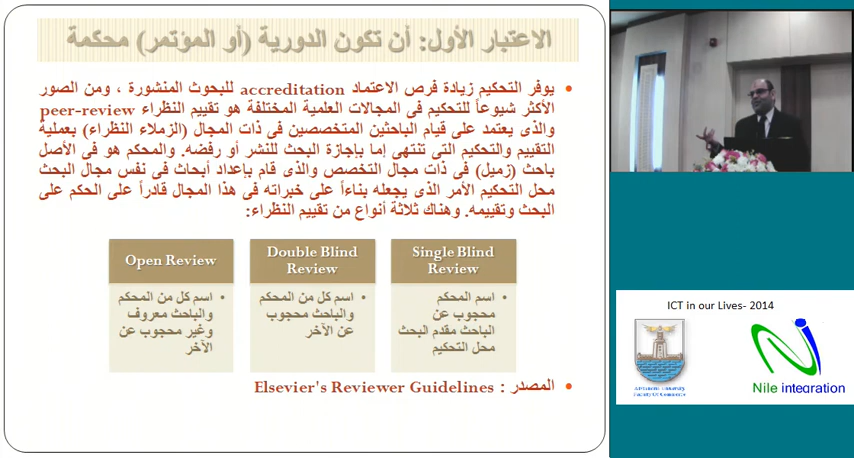 الاعتبار الأول: أن تكون الدورية (أو المؤتمر) محكمة
يوفر التحكيم زيادة فرص الاعتماد accreditation للبحوث المنشورة ، ومن الصور
الأكثر شيوعاً للتحكيم فى المجالات العلمية المختلفة هو تقييم النظراء peer-review
والذى يعتمد على قيام الباحثين المتخصصين فى ذات المجال (الزملاء النظراء) بعملية
التقييم والتحكيم التى تنتهى إما بإجازة البحث للنشر أو رفضه. والمحكم هو فى الأصل
باحث (زميل) فى ذات مجال التخصص والذى قام بإعداد أبحاث فى نفس مجال البحث
محل التحكيم الأمر الذى يجعله بناءاً على خبراته فى هذا المجال قادراً على الحكم على
البحث وتقييمه. وهناك ثلاثة أنواع من تقييم النظراء:
Single Blind
Review
اسم المحكم
محجوب عن
الباحث مقدم البحث
محل التحكيم
Double Blind
Review
اسم كل من المحكم
والباحث محجوب
عن الآخر
Open Review
اسم كل من المحكم
والباحث معروف
وغير محجوب عن
الآخر
المصدر : Elsevier's Reviewer Guidelines
ICT in our Lives- 2014
Faculty Of Commerce
Nile integration